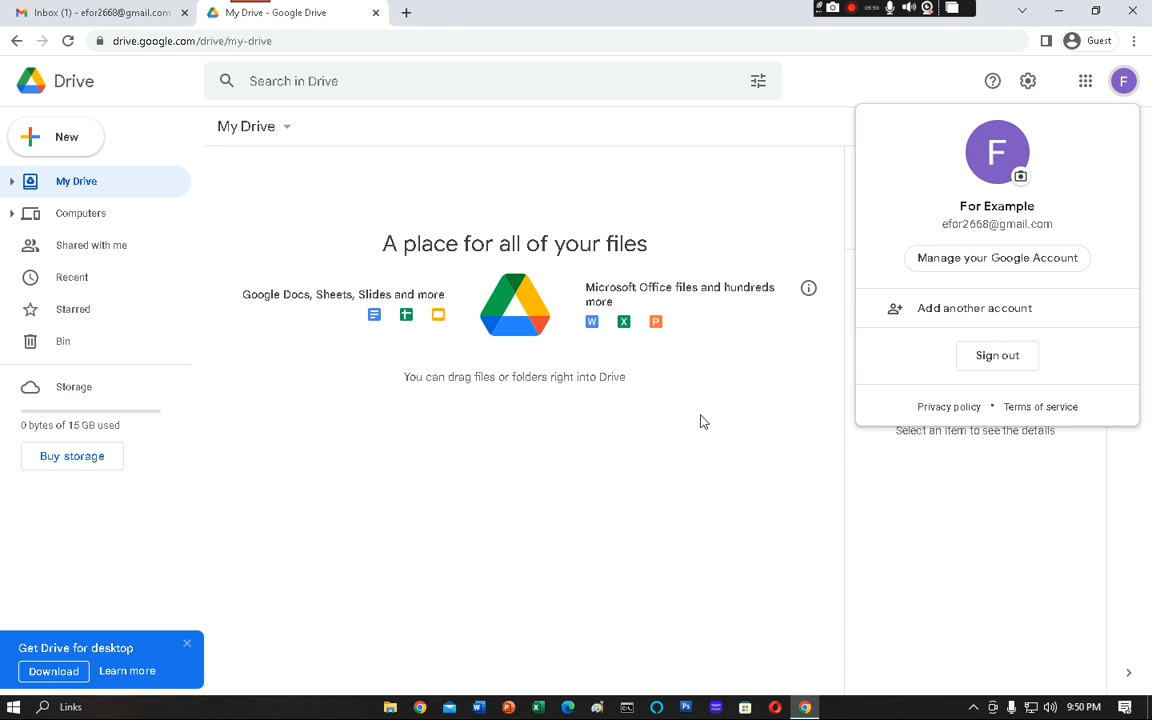 Inbox (1) - efor2668@gmail.com
My Drive - Google Drive
05:59
drive.google.com/drive/my-drive
Guest
Drive
Search in Drive
F
New
My Drive
F
My Drive
Computers
Shared with me
Recent
Starred
Bin
Storage
0 bytes of 15 GB used
Buy storage
A place for all of your files
Google Docs, Sheets, Slides and more
Microsoft Office files and hundreds
more
W X P
You can drag files or folders right into Drive
For Example
efor2668@gmail.com
Manage your Google Account
Add another account
Sign out
Privacy policy • Terms of service
Select an item to see the details
Get Drive for desktop
Download
Learn more
Links
9:50 PM